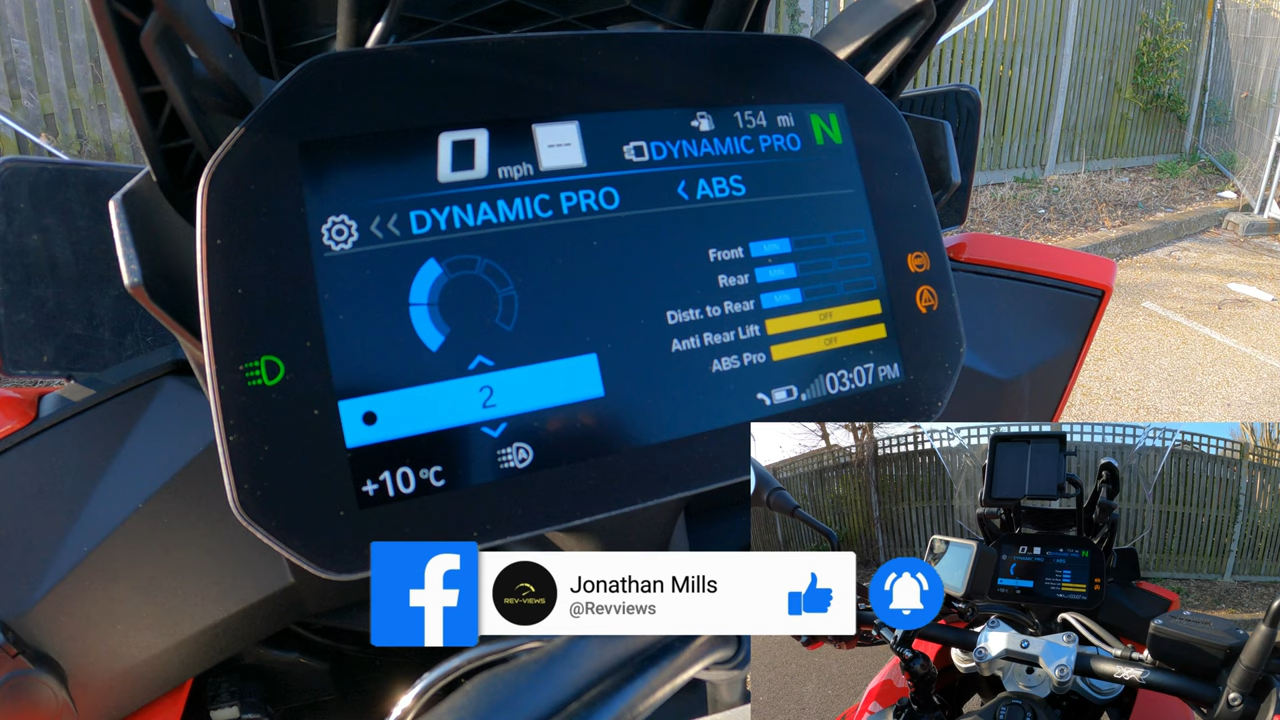 0 mph
154 mi
DYNAMIC PRO
N
DYNAMIC PRO
ABS
Front MIN
Rear MIN
Distr. to Rear MIN
Anti Rear Lift OFF
ABS Pro OFF
2
+10 °C
A
03:07 PM
f
REV-VIEWS
Jonathan Mills
@Revviews